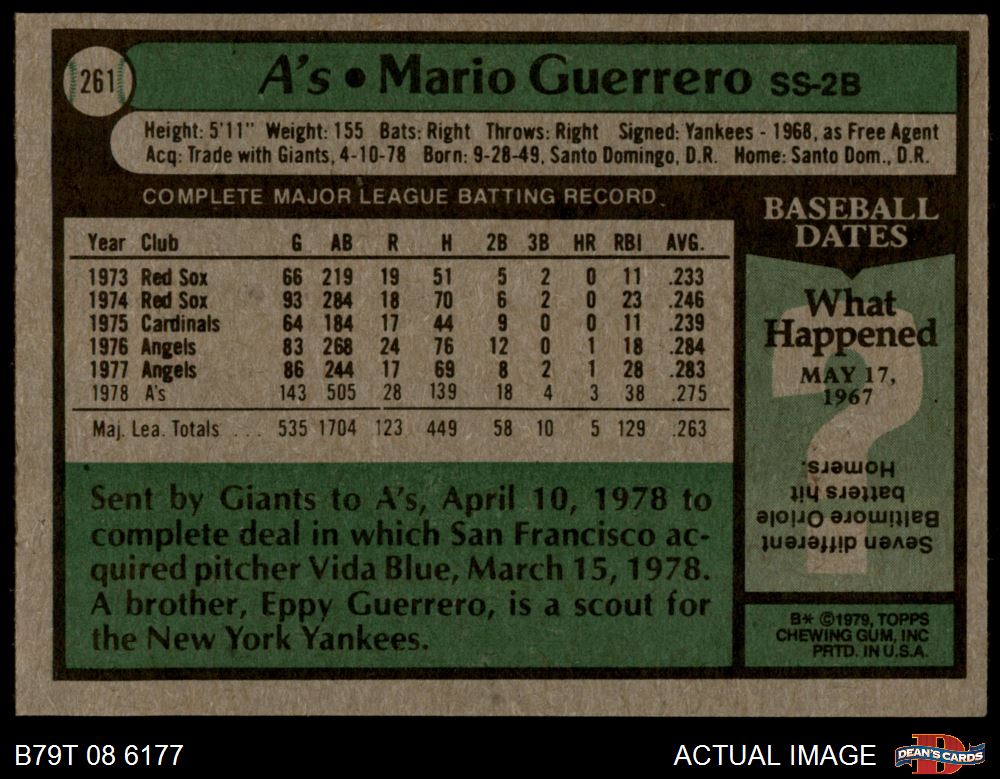 261
A's • Mario Guerrero SS-2B
Height: 5'11" Weight: 155 Bats: Right Throws: Right Signed: Yankees - 1968, as Free Agent
Acq: Trade with Giants, 4-10-78 Born: 9-28-49, Santo Domingo, D.R. Home: Santo Dom., D.R.
COMPLETE MAJOR LEAGUE BATTING RECORD.
Year Club G AB R H 2B 3B HR RBI AVG.
1973 Red Sox 66 219 19 51 5 2 0 11 .233
1974 Red Sox 93 284 18 70 6 2 0 23 .246
1975 Cardinals 64 184 17 44 9 0 0 11 .239
1976 Angels 83 268 24 76 12 0 1 18 .284
1977 Angels 86 244 17 69 8 2 1 28 .283
1978 A's 143 505 28 139 18 4 3 38 .275
Maj. Lea. Totals ... 535 1704 123 449 58 10 5 129 .263
Sent by Giants to A's, April 10, 1978 to
complete deal in which San Francisco ac-
quired pitcher Vida Blue, March 15, 1978.
A brother, Eppy Guerrero, is a scout for
the New York Yankees.
BASEBALL
DATES
What
Happened
MAY 17,
1967
?
Seven different
Baltimore Oriole
batters hit
Homers.
B* ©1979, TOPPS
CHEWING GUM, INC
PRTD. IN U.S.A.
B79T 08 6177
ACTUAL IMAGE
DEAN'S CARDS